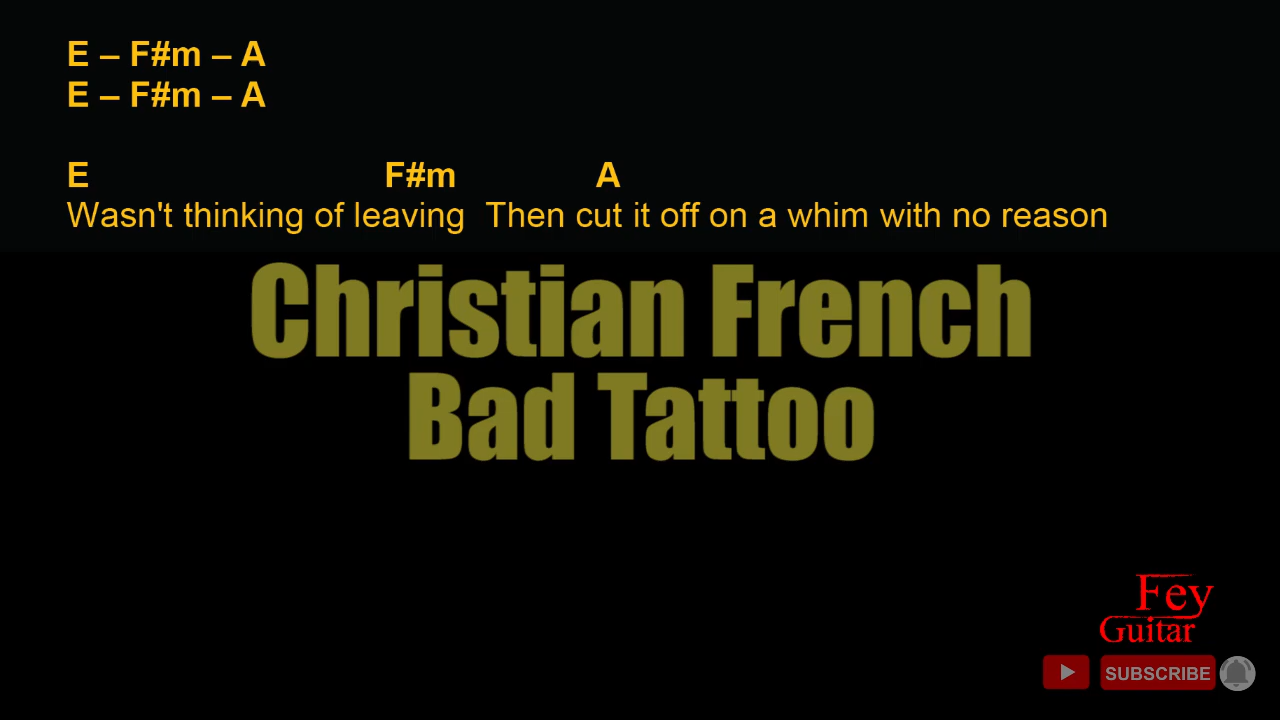 E – F#m – A
E – F#m – A
E F#m A
Wasn't thinking of leaving  Then cut it off on a whim with no reason
Christian French
Bad Tattoo
Fey
Guitar
SUBSCRIBE